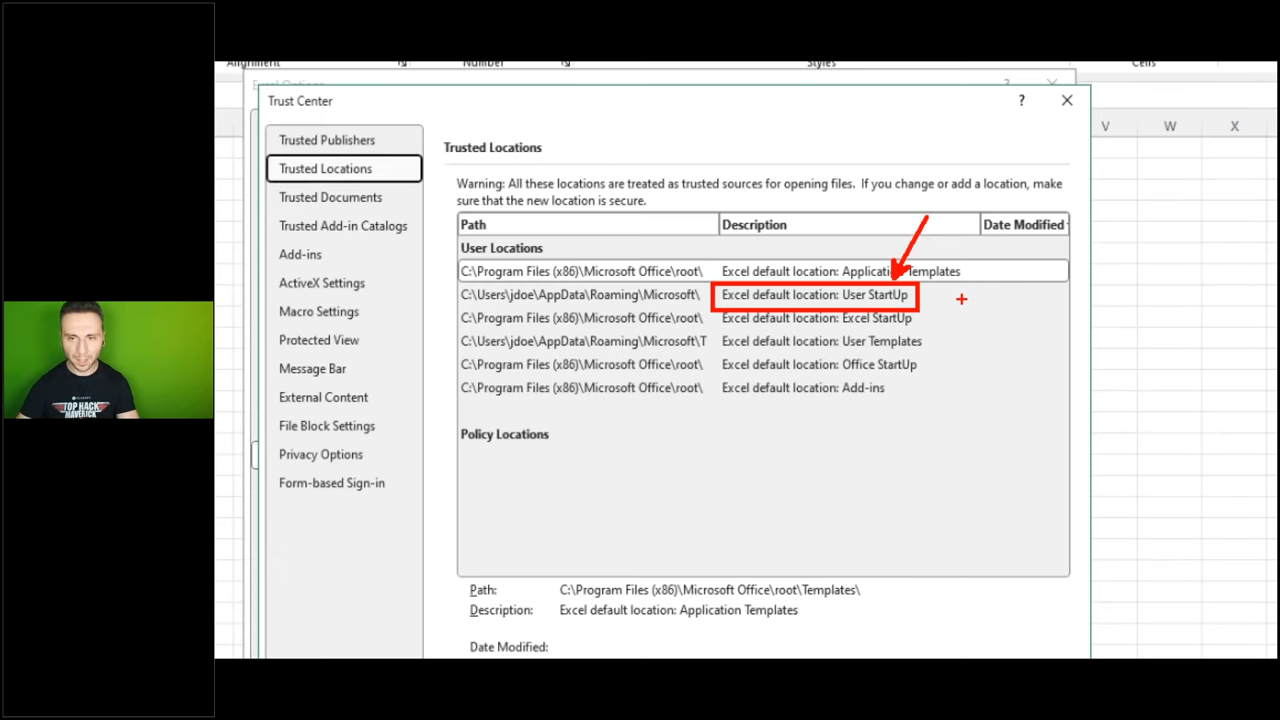 Alignment
Number
Styles
Cells
Excel Options
?
Trust Center
?
V W X
Trusted Publishers
Trusted Locations
Trusted Documents
Trusted Add-in Catalogs
Add-ins
ActiveX Settings
Macro Settings
Protected View
Message Bar
External Content
File Block Settings
Privacy Options
Form-based Sign-in
Trusted Locations
Warning: All these locations are treated as trusted sources for opening files. If you change or add a location, make
sure that the new location is secure.
Path Description Date Modified
User Locations
C:\Program Files (x86)\Microsoft Office\root\ Excel default location: Application Templates
C:\Users\jdoe\AppData\Roaming\Microsoft\ Excel default location: User StartUp
C:\Program Files (x86)\Microsoft Office\root\ Excel default location: Excel StartUp
C:\Users\jdoe\AppData\Roaming\Microsoft\T Excel default location: User Templates
C:\Program Files (x86)\Microsoft Office\root\ Excel default location: Office StartUp
C:\Program Files (x86)\Microsoft Office\root\ Excel default location: Add-ins
Policy Locations
Path: C:\Program Files (x86)\Microsoft Office\root\Templates\
Description: Excel default location: Application Templates
Date Modified:
TOP HACK
MAVERICK